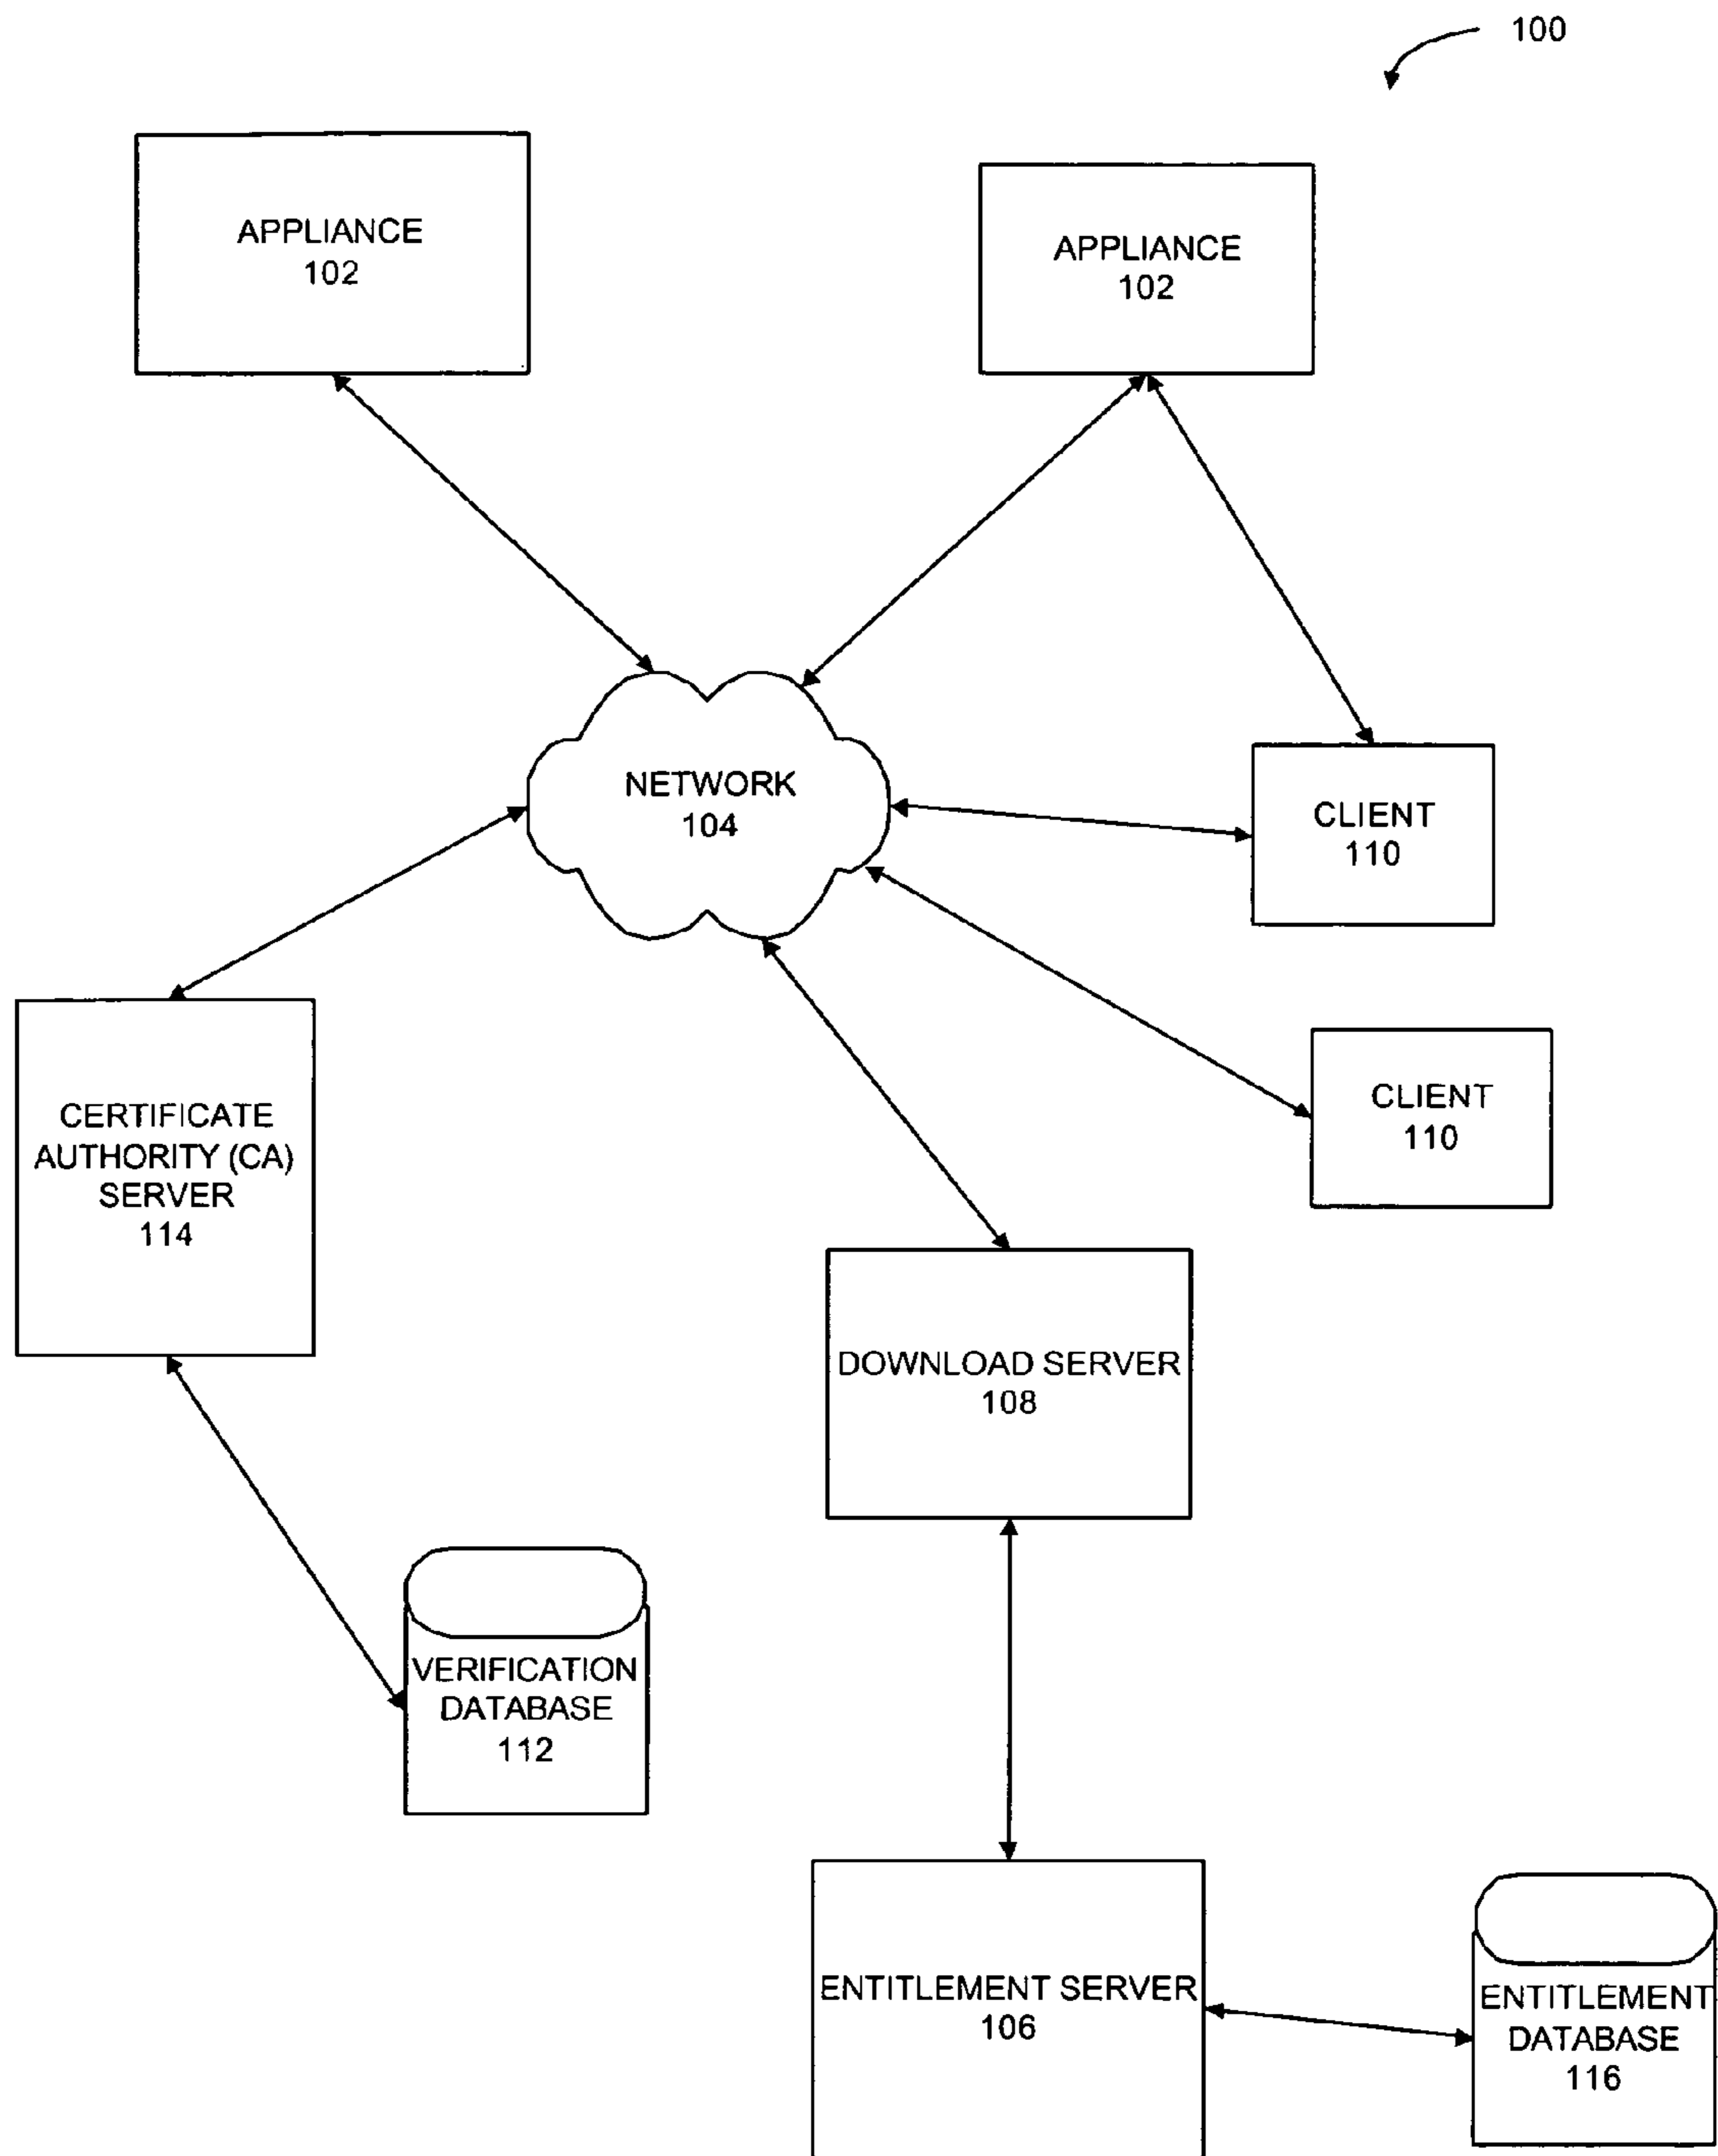 100
APPLIANCE
102
APPLIANCE
102
NETWORK
104
CLIENT
110
CLIENT
110
CERTIFICATE
AUTHORITY (CA)
SERVER
114
DOWNLOAD SERVER
108
VERIFICATION
DATABASE
112
ENTITLEMENT SERVER
106
ENTITLEMENT
DATABASE
116